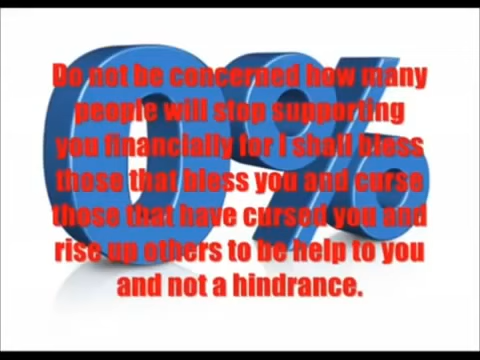 0%
Do not be concerned how many
people will stop supporting
you financially for i shall bless
those that bless you and curse
those that have cursed you and
rise up others to be help to you
and not a hindrance.